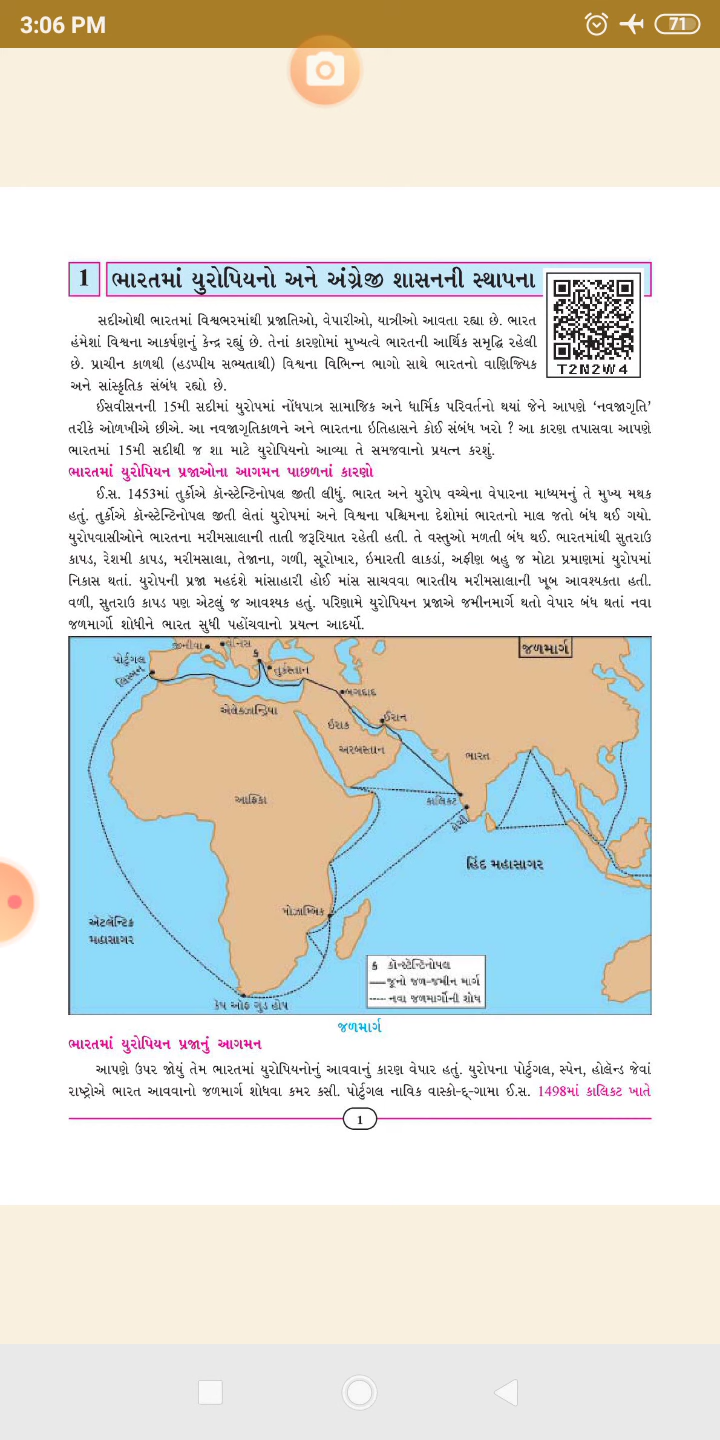 3:06 PM
71
1 ભારતમાં યુરોપિયનો અને અંગ્રેજી શાસનની સ્થાપના
T2N2W4
સદીઓથી ભારતમાં વિશ્વભરમાંથી પ્રજાતિઓ, વેપારીઓ, યાત્રીઓ આવતા રહ્યા છે. ભારત
હંમેશાં વિશ્વના આકર્ષણનું કેન્દ્ર રહ્યું છે. તેનાં કારણોમાં મુખ્યત્વે ભારતની આર્થિક સમૃદ્ધિ રહેલી
છે. પ્રાચીન કાળથી (હડપ્પીય સભ્યતાથી) વિશ્વના વિભિન્ન ભાગો સાથે ભારતનો વાણિજ્યિક
અને સાંસ્કૃતિક સંબંધ રહ્યો છે.
ઈસવીસનની 15મી સદીમાં યુરોપમાં નોંધપાત્ર સામાજિક અને ધાર્મિક પરિવર્તનો થયાં જેને આપણે ‘નવજાગૃતિ’
તરીકે ઓળખીએ છીએ. આ નવજાગૃતિકાળને અને ભારતના ઇતિહાસને કોઈ સંબંધ ખરો ? આ કારણ તપાસવા આપણે
ભારતમાં 15મી સદીથી જ શા માટે યુરોપિયનો આવ્યા તે સમજવાનો પ્રયત્ન કરશું.
ભારતમાં યુરોપિયન પ્રજાઓના આગમન પાછળનાં કારણો
ઈ.સ. 1453માં તુર્કોએ કૉન્સ્ટેન્ટિનોપલ જીતી લીધું. ભારત અને યુરોપ વચ્ચેના વેપારના માધ્યમનું તે મુખ્ય મથક
હતું. તુર્કોએ કૉન્સ્ટેન્ટિનોપલ જીતી લેતાં યુરોપમાં અને વિશ્વના પશ્ચિમના દેશોમાં ભારતનો માલ જતો બંધ થઈ ગયો.
યુરોપવાસીઓને ભારતના મરીમસાલાની તાતી જરૂરિયાત રહેતી હતી. તે વસ્તુઓ મળતી બંધ થઈ. ભારતમાંથી સુતરાઉ
કાપડ, રેશમી કાપડ, મરીમસાલા, તેજાના, ગળી, સૂરોખાર, ઇમારતી લાકડાં, અફીણ બહુ જ મોટા પ્રમાણમાં યુરોપમાં
નિકાસ થતાં. યુરોપની પ્રજા મહદંશે માંસાહારી હોઈ માંસ સાચવવા ભારતીય મરીમસાલાની ખૂબ આવશ્યકતા હતી.
વળી, સુતરાઉ કાપડ પણ એટલું જ આવશ્યક હતું. પરિણામે યુરોપિયન પ્રજાએ જમીનમાર્ગે થતો વેપાર બંધ થતાં નવા
જળમાર્ગો શોધીને ભારત સુધી પહોંચવાનો પ્રયત્ન આદર્યો.
જળમાર્ગ
જીનીવા
વેનિસ
ક
પોર્ટુગલ
લિસ્બન
તુર્કસ્તાન
બગદાદ
એલેક્ઝાન્ડ્રિયા
ઈરાક
ઈરાન
અરબસ્તાન
ભારત
આફ્રિકા
કાલિકટ
કોચી
હિંદ મહાસાગર
મોઝામ્બિક
ઍટલૅન્ટિક
મહાસાગર
કેપ ઑફ ગુડ હોપ
ક કૉન્સ્ટેન્ટિનોપલ
જૂનો જળ-જમીન માર્ગ
નવા જળમાર્ગોની શોધ
જળમાર્ગ
ભારતમાં યુરોપિયન પ્રજાનું આગમન
આપણે ઉપર જોયું તેમ ભારતમાં યુરોપિયનોનું આવવાનું કારણ વેપાર હતું. યુરોપના પોર્ટુગલ, સ્પેન, હોલૅન્ડ જેવાં
રાષ્ટ્રોએ ભારત આવવાનો જળમાર્ગ શોધવા કમર કસી. પોર્ટુગલ નાવિક વાસ્કો-દ્-ગામા ઈ.સ. 1498માં કાલિકટ ખાતે
1